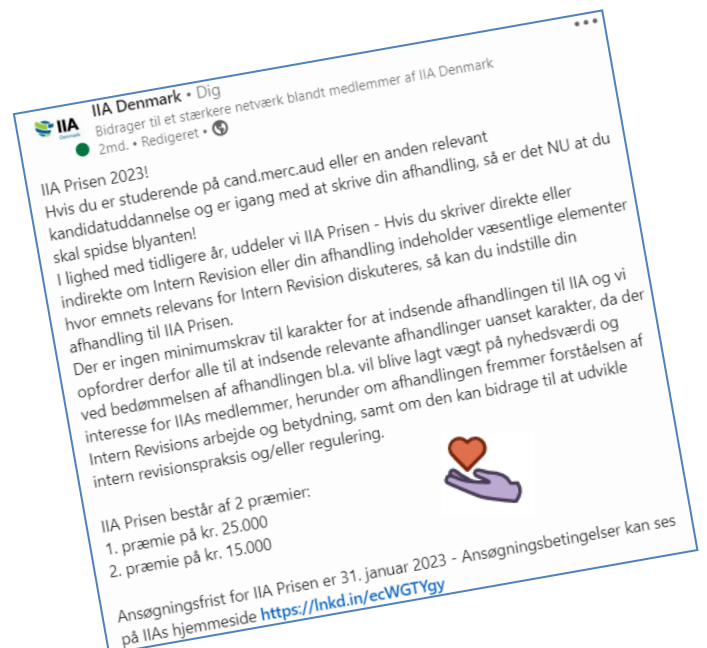 IIA Denmark • Dig
IIA
Denmark
Bidrager til et stærkere netværk blandt medlemmer af IIA Denmark
2md. • Redigeret •
IIA Prisen 2023!
Hvis du er studerende på cand.merc.aud eller en anden relevant
kandidatuddannelse og er igang med at skrive din afhandling, så er det NU at du
skal spidse blyanten!
I lighed med tidligere år, uddeler vi IIA Prisen - Hvis du skriver direkte eller
indirekte om Intern Revision eller din afhandling indeholder væsentlige elementer
hvor emnets relevans for Intern Revision diskuteres, så kan du indstille din
afhandling til IIA Prisen.
Der er ingen minimumskrav til karakter for at indsende afhandlingen til IIA og vi
opfordrer derfor alle til at indsende relevante afhandlinger uanset karakter, da der
ved bedømmelsen af afhandlingen bl.a. vil blive lagt vægt på nyhedsværdi og
interesse for IIAs medlemmer, herunder om afhandlingen fremmer forståelsen af
Intern Revisions arbejde og betydning, samt om den kan bidrage til at udvikle
intern revisionspraksis og/eller regulering.
IIA Prisen består af 2 præmier:
1. præmie på kr. 25.000
2. præmie på kr. 15.000
Ansøgningsfrist for IIA Prisen er 31. januar 2023 - Ansøgningsbetingelser kan ses
på IIAs hjemmeside https://lnkd.in/ecWGTYgy